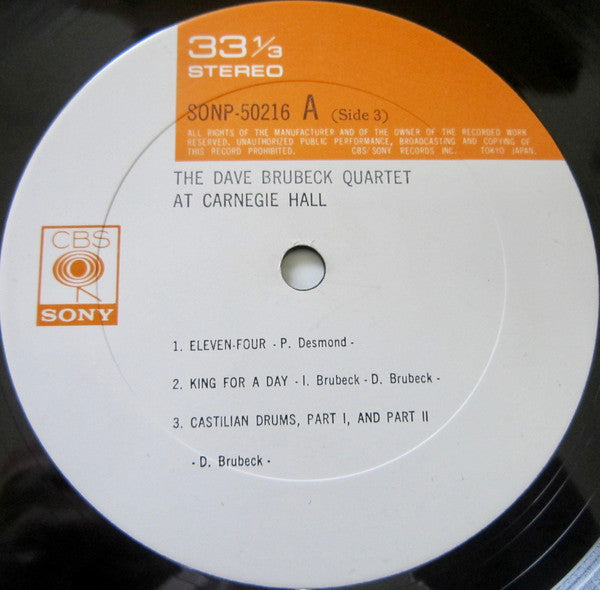 33 1/3
STEREO
SONP-50216 A (Side 3)
ALL RIGHTS OF THE MANUFACTURER AND OF THE OWNER OF THE RECORDED WORK
RESERVED. UNAUTHORIZED PUBLIC PERFORMANCE, BROADCASTING AND COPYING OF
THIS RECORD PROHIBITED. CBS/SONY RECORDS INC. TOKYO JAPAN.
THE DAVE BRUBECK QUARTET
AT CARNEGIE HALL
CBS
SONY
1. ELEVEN-FOUR - P. Desmond -
2. KING FOR A DAY - I. Brubeck - D. Brubeck -
3. CASTILIAN DRUMS, PART I, AND PART II
- D. Brubeck -